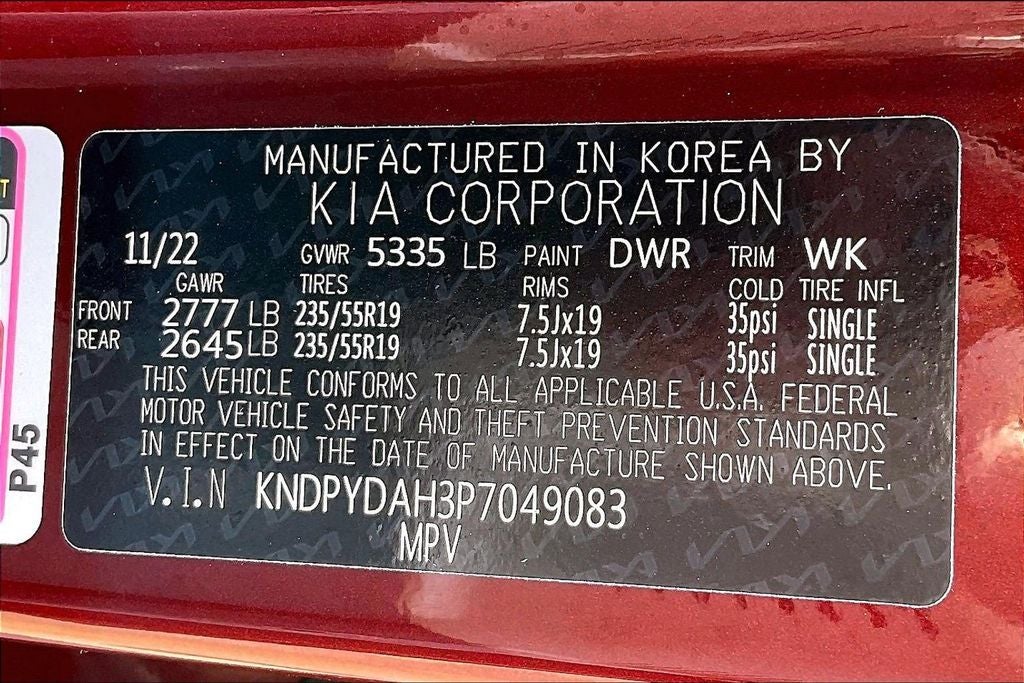 MANUFACTURED IN KOREA BY
KIA CORPORATION
11/22 GVWR 5335 LB PAINT DWR TRIM WK
GAWR TIRES RIMS COLD TIRE INFL
FRONT 2777 LB 235/55R19 7.5Jx19 35psi SINGLE
REAR 2645 LB 235/55R19 7.5Jx19 35psi SINGLE
THIS VEHICLE CONFORMS TO ALL APPLICABLE U.S.A. FEDERAL
MOTOR VEHICLE SAFETY AND THEFT PREVENTION STANDARDS
IN EFFECT ON THE DATE OF MANUFACTURE SHOWN ABOVE.
V.I.N KNDPYDAH3P7049083
MPV
P45